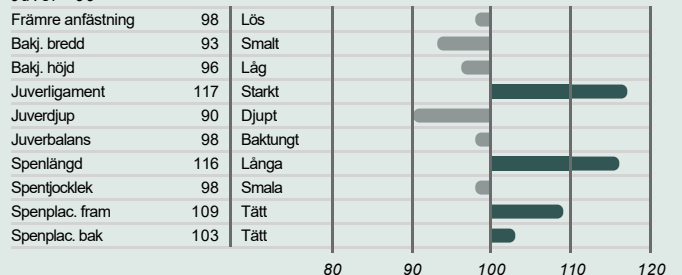 Främre anfästning 98 Lös
Bakj. bredd 93 Smalt
Bakj. höjd 96 Låg
Juverligament 117 Starkt
Juverdjup 90 Djupt
Juverbalans 98 Baktungt
Spenlängd 116 Långa
Spentjocklek 98 Smala
Spenplac. fram 109 Tätt
Spenplac. bak 103 Tätt
80 90 100 110 120